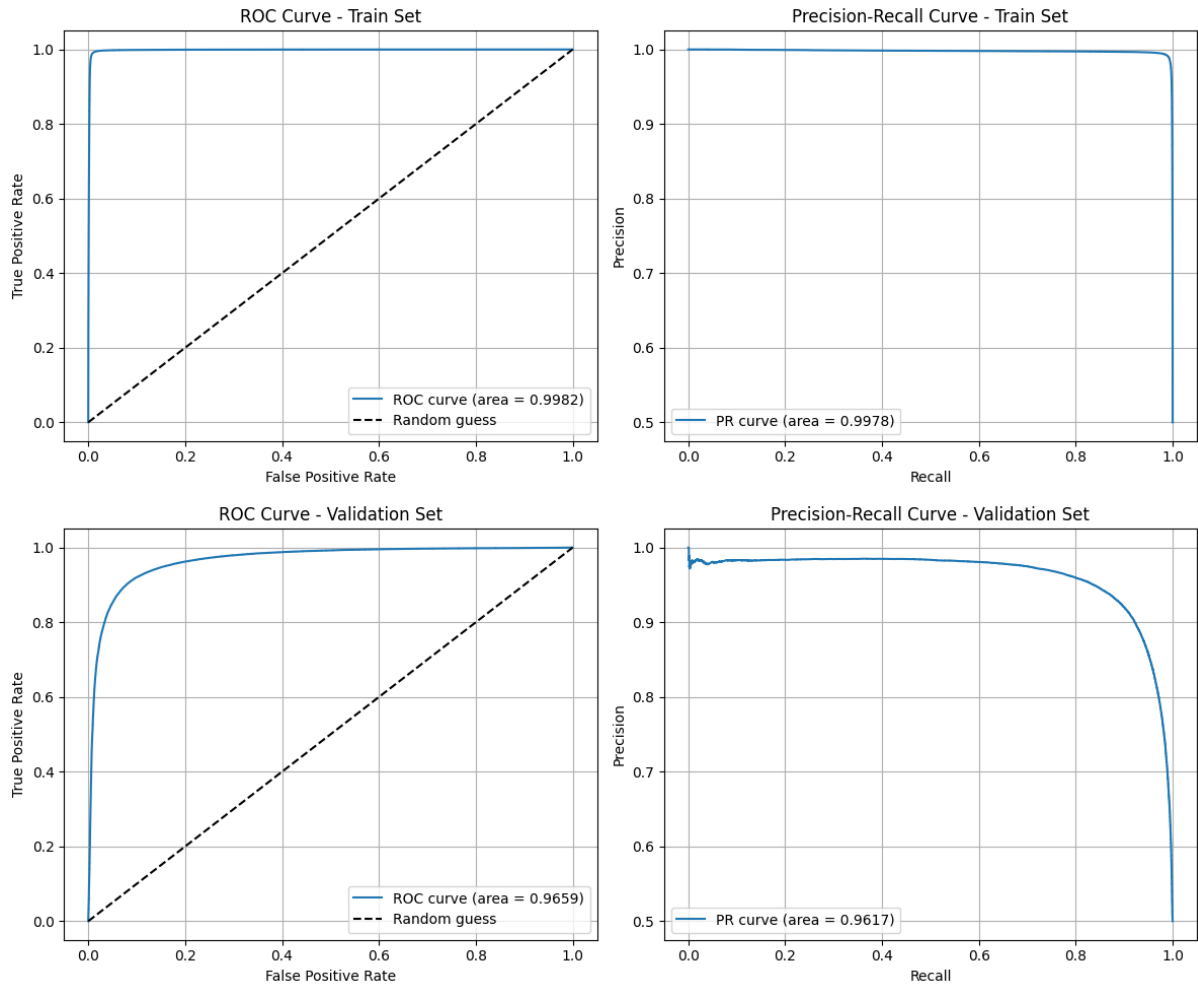 ROC Curve - Train Set
1.0
0.8
0.6
0.4
0.2
0.0
True Positive Rate
ROC curve (area = 0.9982)
Random guess
0.0 0.2 0.4 0.6 0.8 1.0
False Positive Rate
Precision-Recall Curve - Train Set
1.0
0.9
0.8
0.7
0.6
0.5
Precision
PR curve (area = 0.9978)
0.0 0.2 0.4 0.6 0.8 1.0
Recall
ROC Curve - Validation Set
1.0
0.8
0.6
0.4
0.2
0.0
True Positive Rate
ROC curve (area = 0.9659)
Random guess
0.0 0.2 0.4 0.6 0.8 1.0
False Positive Rate
Precision-Recall Curve - Validation Set
1.0
0.9
0.8
0.7
0.6
0.5
Precision
PR curve (area = 0.9617)
0.0 0.2 0.4 0.6 0.8 1.0
Recall